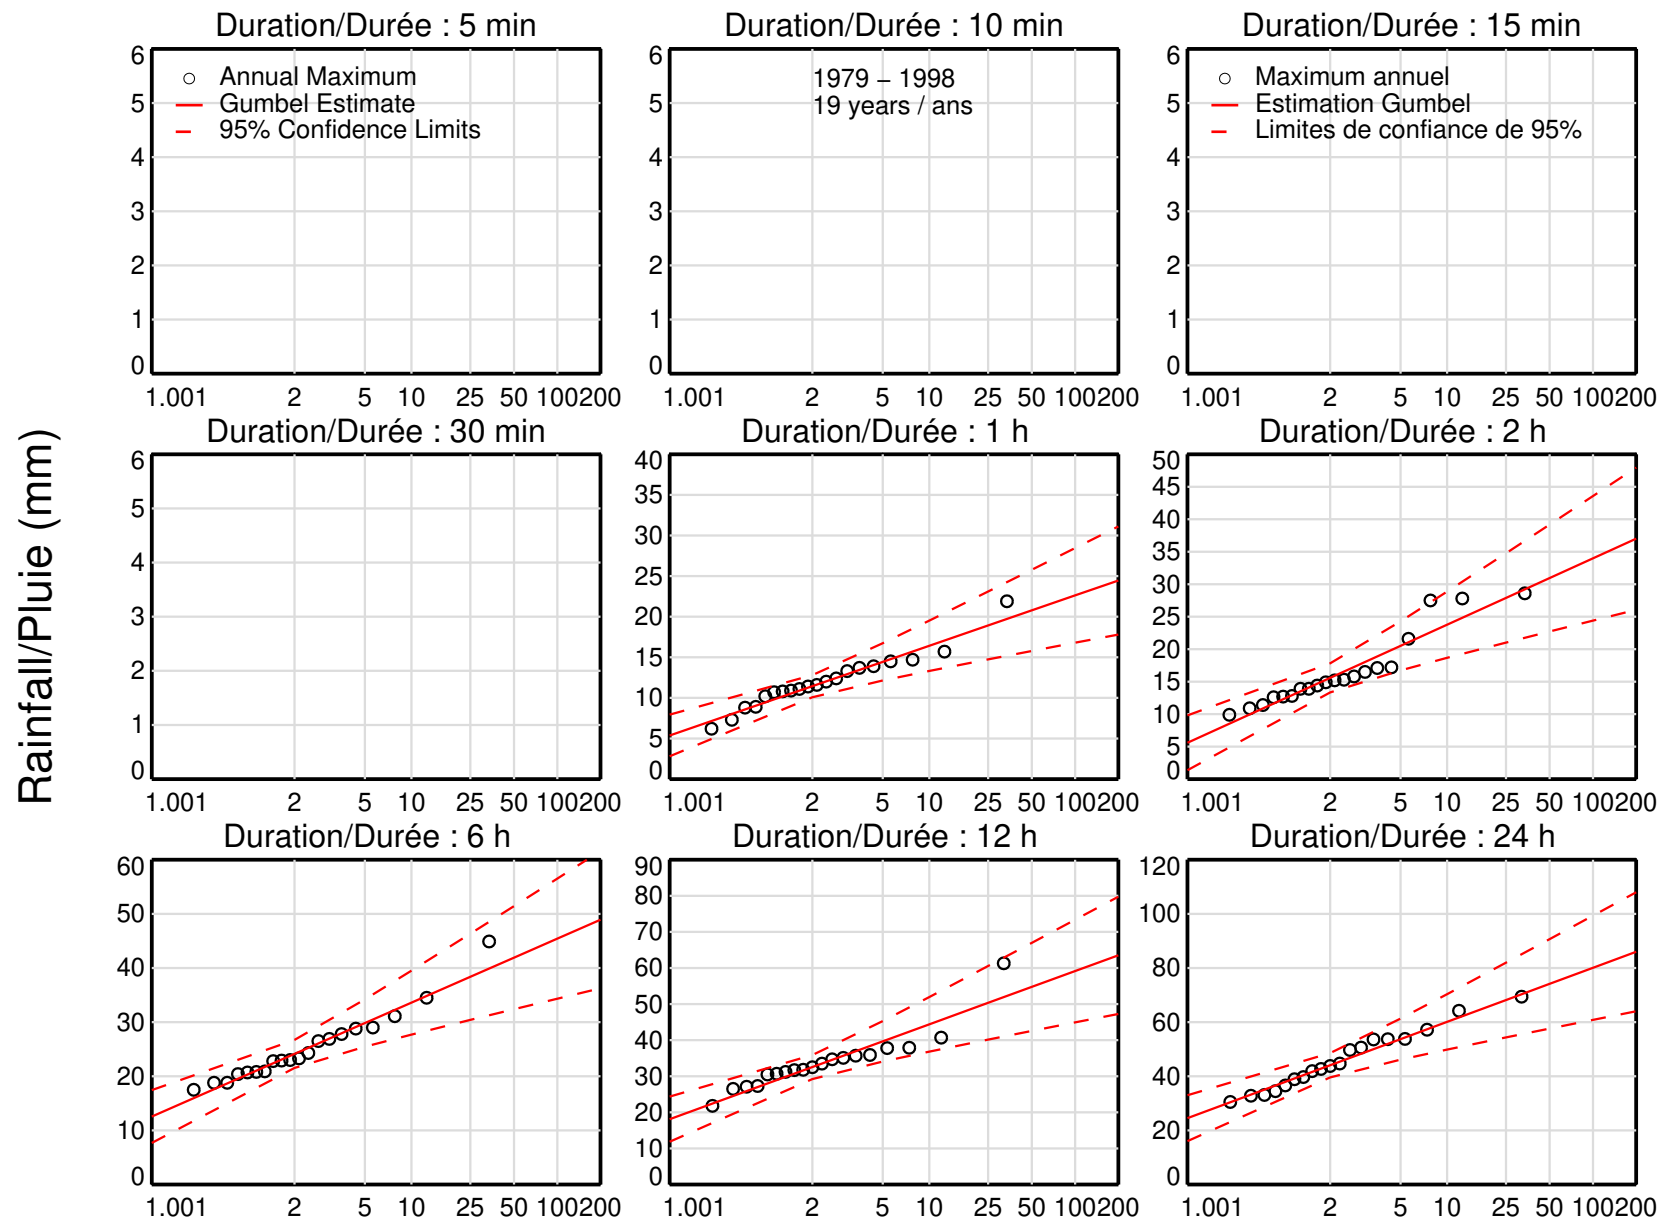 Duration/Durée : 5 min
Duration/Durée : 10 min
Duration/Durée : 15 min
6
5
4
3
2
1
0
Annual Maximum
Gumbel Estimate
95% Confidence Limits
1.001 2 5 10 25 50 100200
6
5
4
3
2
1
0
1979 – 1998
19 years / ans
1.001 2 5 10 25 50 100200
6
5
4
3
2
1
0
Maximum annuel
Estimation Gumbel
Limites de confiance de 95%
1.001 2 5 10 25 50 100200
Rainfall/Pluie (mm)
Duration/Durée : 30 min
Duration/Durée : 1 h
Duration/Durée : 2 h
6
5
4
3
2
1
0
1.001 2 5 10 25 50 100200
40
35
30
25
20
15
10
5
0
1.001 2 5 10 25 50 100200
50
45
40
35
30
25
20
15
10
5
0
1.001 2 5 10 25 50 100200
Duration/Durée : 6 h
Duration/Durée : 12 h
Duration/Durée : 24 h
60
50
40
30
20
10
0
1.001 2 5 10 25 50 100200
90
80
70
60
50
40
30
20
10
0
1.001 2 5 10 25 50 100200
120
100
80
60
40
20
0
1.001 2 5 10 25 50 100200